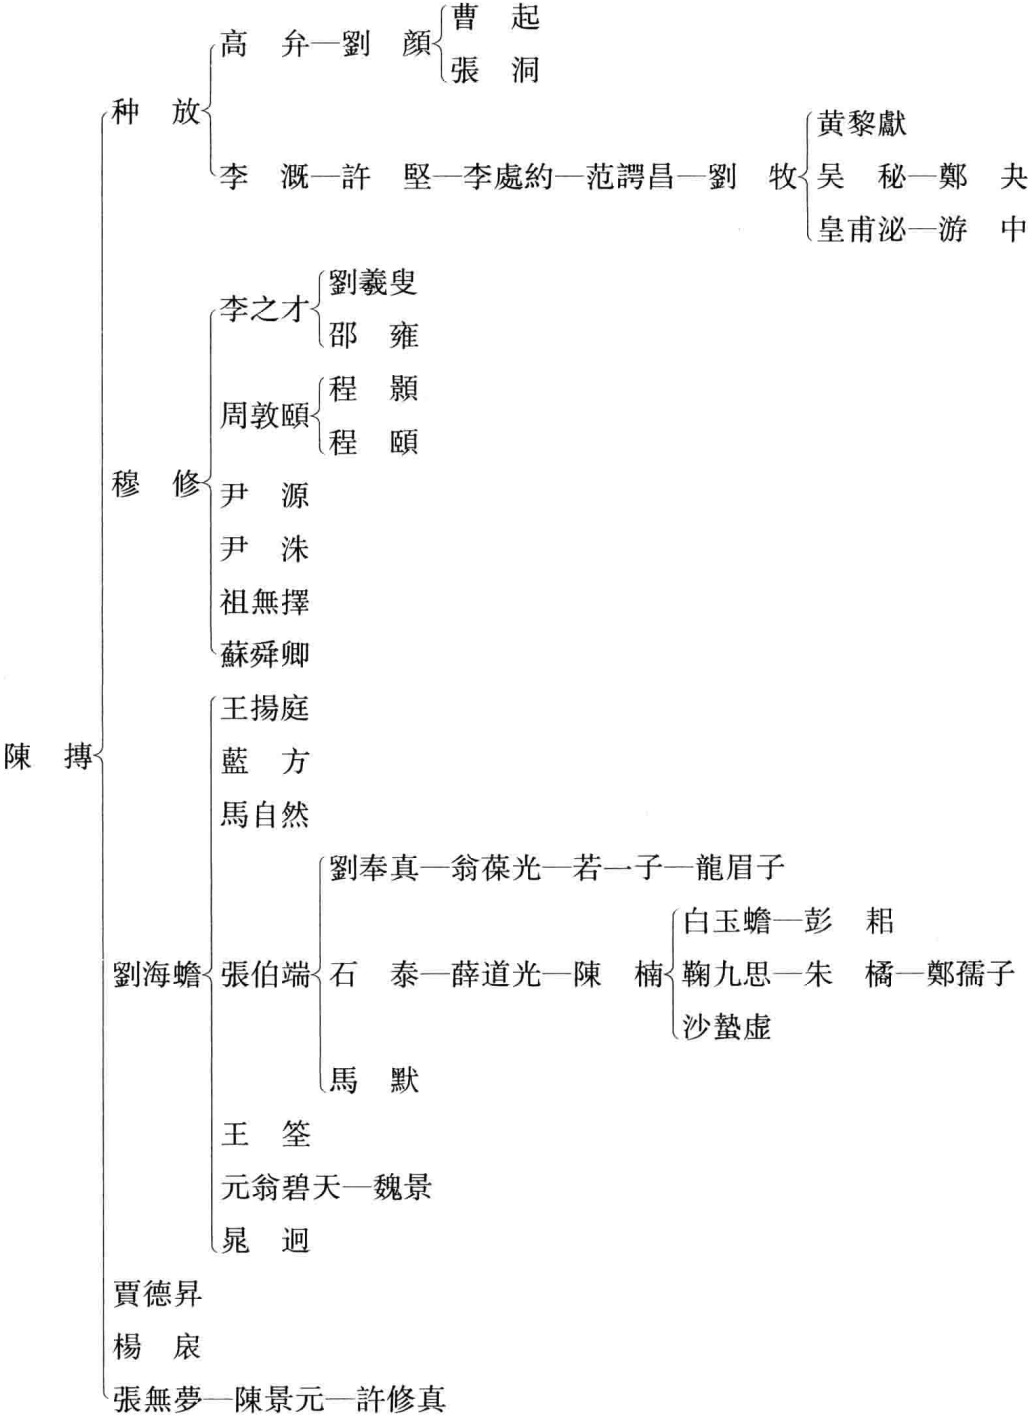 曹　起
高　弁—劉　顔
張　洞
种　放
黄黎獻
李　溉—許　堅—李處約—范諤昌—劉　牧
吴　秘—鄭　夬
皇甫泌—游　中
劉羲叟
李之才
邵　雍
程　顥
周敦頤
程　頤
穆　修
尹　源
尹　洙
祖無擇
蘇舜卿
王揚庭
陳　摶
藍　方
馬自然
劉奉真—翁葆光—若一子—龍眉子
白玉蟾—彭　耜
劉海蟾
張伯端
石　泰—薛道光—陳　楠
鞠九思—朱　橘—鄭孺子
沙蟄虚
馬　默
王　筌
元翁碧天—魏景
晁　迥
賈德昇
楊　扆
張無夢—陳景元—許修真